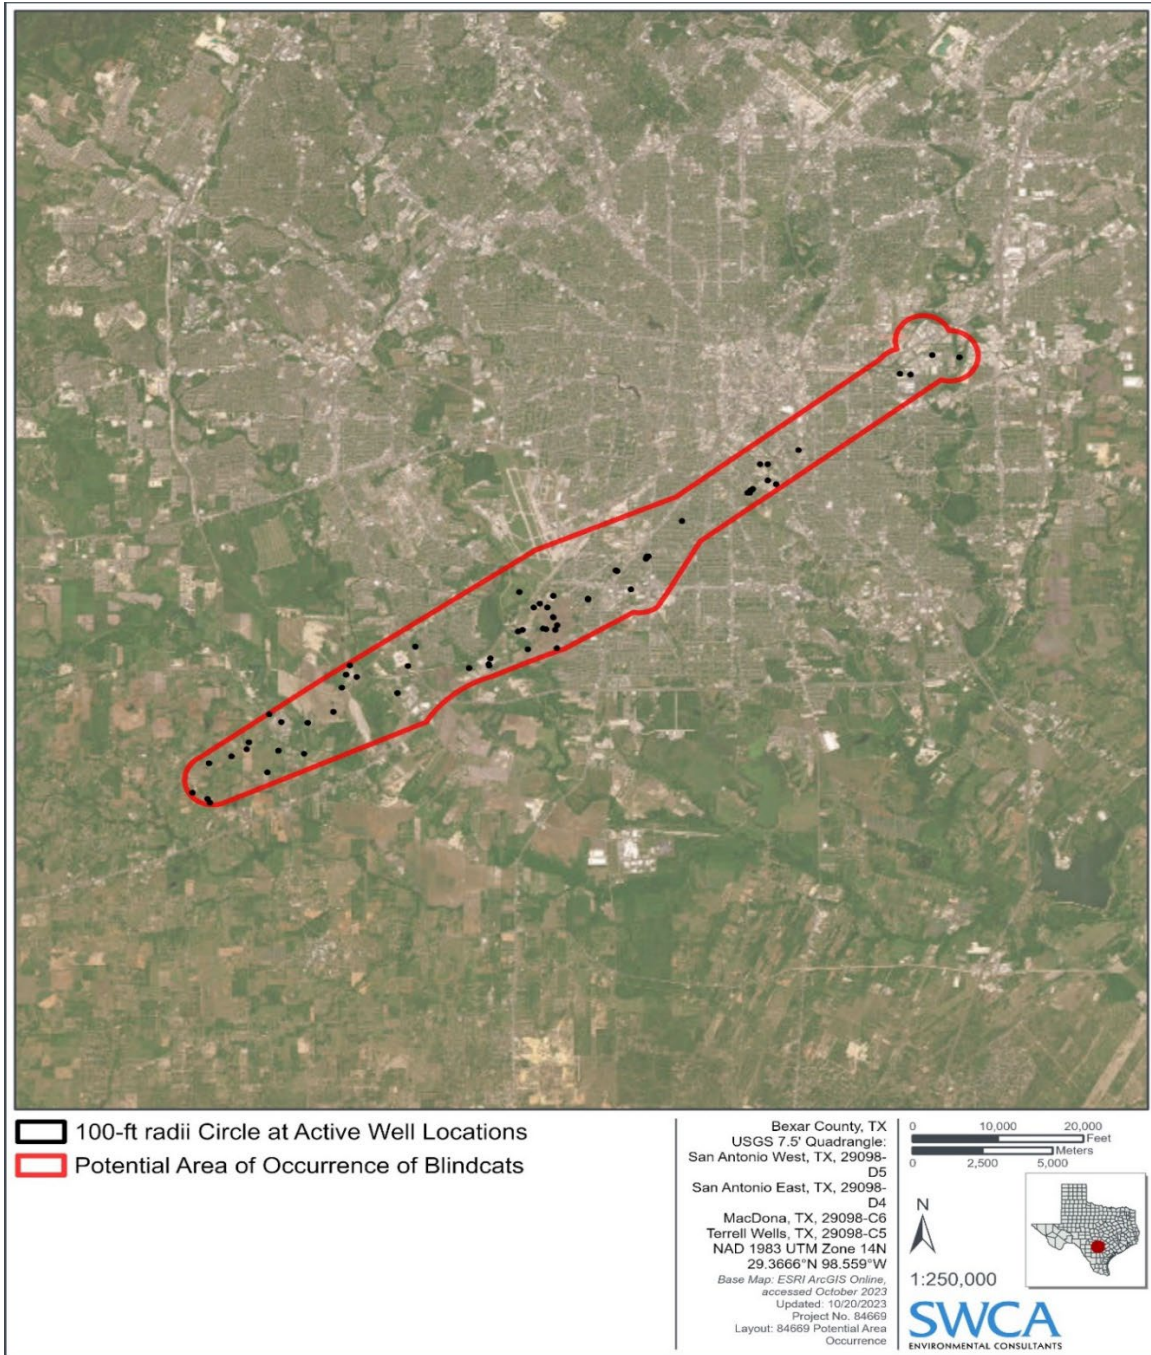 100-ft radii Circle at Active Well Locations
Potential Area of Occurrence of Blindcats
Bexar County, TX
USGS 7.5' Quadrangle:
San Antonio West, TX, 29098-
D5
San Antonio East, TX, 29098-
D4
MacDona, TX, 29098-C6
Terrell Wells, TX, 29098-C5
NAD 1983 UTM Zone 14N
29.3666°N 98.559°W
Base Map: ESRI ArcGIS Online,
accessed October 2023
Updated: 10/20/2023
Project No. 84669
Layout: 84669 Potential Area
Occurrence
0 10,000 20,000
Feet
Meters
0 2,500 5,000
N
1:250,000
SWCA
ENVIRONMENTAL CONSULTANTS